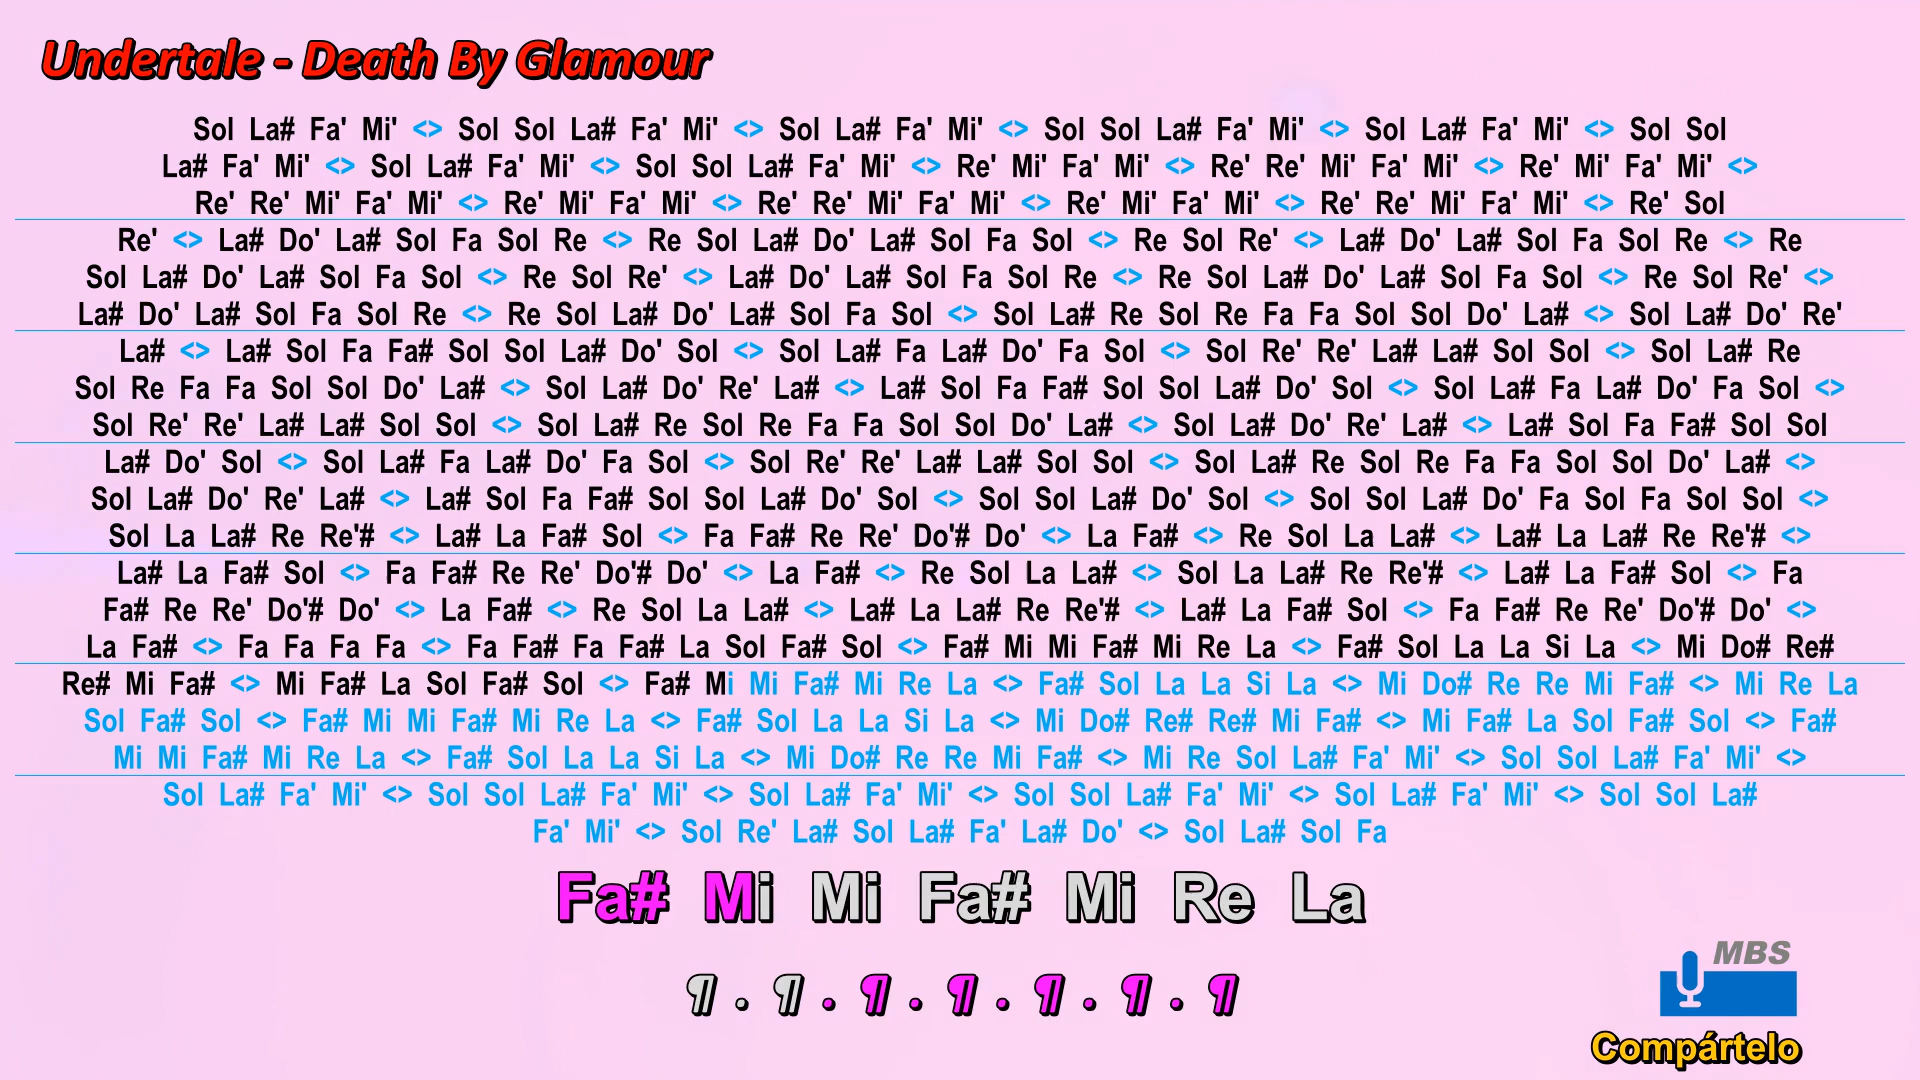 Undertale - Death By Glamour
Sol La# Fa' Mi' <> Sol Sol La# Fa' Mi' <> Sol La# Fa' Mi' <> Sol Sol La# Fa' Mi' <> Sol La# Fa' Mi' <> Sol Sol
La# Fa' Mi' <> Sol La# Fa' Mi' <> Sol Sol La# Fa' Mi' <> Re' Mi' Fa' Mi' <> Re' Re' Mi' Fa' Mi' <> Re' Mi' Fa' Mi' <>
Re' Re' Mi' Fa' Mi' <> Re' Mi' Fa' Mi' <> Re' Re' Mi' Fa' Mi' <> Re' Mi' Fa' Mi' <> Re' Re' Mi' Fa' Mi' <> Re' Sol
Re' <> La# Do' La# Sol Fa Sol Re <> Re Sol La# Do' La# Sol Fa Sol <> Re Sol Re' <> La# Do' La# Sol Fa Sol Re <> Re
Sol La# Do' La# Sol Fa Sol <> Re Sol Re' <> La# Do' La# Sol Fa Sol Re <> Re Sol La# Do' La# Sol Fa Sol <> Re Sol Re' <>
La# Do' La# Sol Fa Sol Re <> Re Sol La# Do' La# Sol Fa Sol <> Sol La# Re Sol Re Fa Fa Sol Sol Do' La# <> Sol La# Do' Re'
La# <> La# Sol Fa Fa# Sol Sol La# Do' Sol <> Sol La# Fa La# Do' Fa Sol <> Sol Re' Re' La# La# Sol Sol <> Sol La# Re
Sol Re Fa Fa Sol Sol Do' La# <> Sol La# Do' Re' La# <> La# Sol Fa Fa# Sol Sol La# Do' Sol <> Sol La# Fa La# Do' Fa Sol <>
Sol Re' Re' La# La# Sol Sol <> Sol La# Re Sol Re Fa Fa Sol Sol Do' La# <> Sol La# Do' Re' La# <> La# Sol Fa Fa# Sol Sol
La# Do' Sol <> Sol La# Fa La# Do' Fa Sol <> Sol Re' Re' La# La# Sol Sol <> Sol La# Re Sol Re Fa Fa Sol Sol Do' La# <>
Sol La# Do' Re' La# <> La# Sol Fa Fa# Sol Sol La# Do' Sol <> Sol Sol La# Do' Sol <> Sol Sol La# Do' Fa Sol Fa Sol Sol <>
Sol La La# Re Re'# <> La# La Fa# Sol <> Fa Fa# Re Re' Do'# Do' <> La Fa# <> Re Sol La La# <> La# La La# Re Re'# <>
La# La Fa# Sol <> Fa Fa# Re Re' Do'# Do' <> La Fa# <> Re Sol La La# <> Sol La La# Re Re'# <> La# La Fa# Sol <> Fa
Fa# Re Re' Do'# Do' <> La Fa# <> Re Sol La La# <> La# La La# Re Re'# <> La# La Fa# Sol <> Fa Fa# Re Re' Do'# Do' <>
La Fa# <> Fa Fa Fa Fa <> Fa Fa# Fa Fa# La Sol Fa# Sol <> Fa# Mi Mi Fa# Mi Re La <> Fa# Sol La La Si La <> Mi Do# Re#
Re# Mi Fa# <> Mi Fa# La Sol Fa# Sol <> Fa# Mi Mi Fa# Mi Re La <> Fa# Sol La La Si La <> Mi Do# Re Re Mi Fa# <> Mi Re La
Sol Fa# Sol <> Fa# Mi Mi Fa# Mi Re La <> Fa# Sol La La Si La <> Mi Do# Re# Re# Mi Fa# <> Mi Fa# La Sol Fa# Sol <> Fa#
Mi Mi Fa# Mi Re La <> Fa# Sol La La Si La <> Mi Do# Re Re Mi Fa# <> Mi Re Sol La# Fa' Mi' <> Sol Sol La# Fa' Mi' <>
Sol La# Fa' Mi' <> Sol Sol La# Fa' Mi' <> Sol La# Fa' Mi' <> Sol Sol La# Fa' Mi' <> Sol La# Fa' Mi' <> Sol Sol La#
Fa' Mi' <> Sol Re' La# Sol La# Fa' La# Do' <> Sol La# Sol Fa
Fa# Mi Mi Fa# Mi Re La
¶ . ¶ . ¶ . ¶ . ¶ . ¶ . ¶
MBS
Compártelo